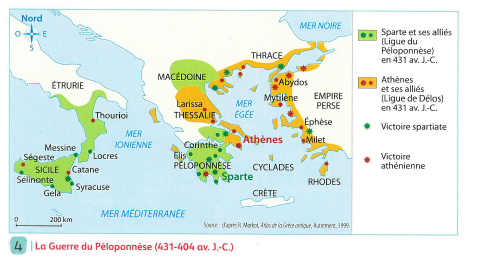 Nord
O
E
S
MER NOIRE
THRACE
MACÉDOINE
Abydos
ÉTRURIE
Larissa
THESSALIE
MER
ÉGÉE
Mytilène
EMPIRE
PERSE
Thourioi
MER
IONIENNE
Éphèse
Athènes
Milet
Corinthe
Messine
Locres
Élis
PÉLOPONNÈSE
CYCLADES
Ségeste
SICILE
Catane
Sparte
Sélinonte
Syracuse
RHODES
Gela
CRÈTE
MER MÉDITERRANÉE
0
200 km
Source : d'après R. Morkot, Atlas de la Grèce antique, Autrement, 1999.
Sparte et ses alliés
(Ligue du
Péloponnèse)
en 431 av. J.-C.
Athènes
et ses alliés
(Ligue de Délos)
en 431 av. J.-C.
Victoire spartiate
Victoire
athénienne
4 La Guerre du Péloponnèse (431-404 av. J.-C.)